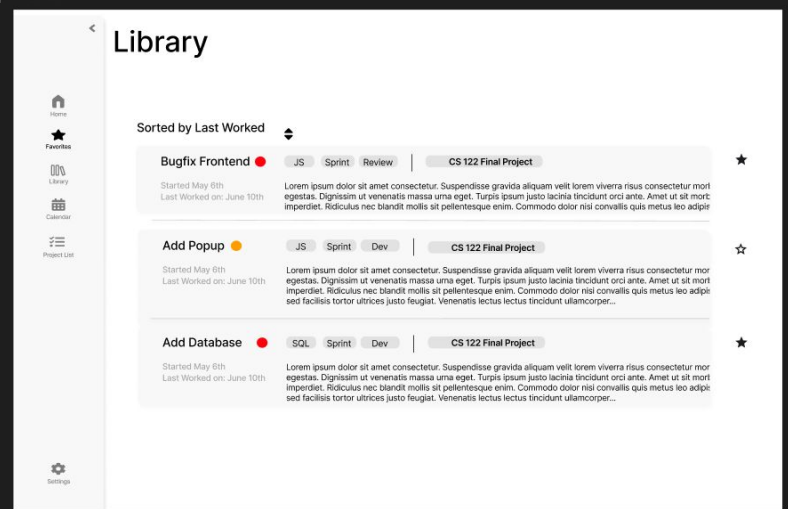 Library
Home
Favorites
Library
Calendar
Project List
Settings
Sorted by Last Worked
Bugfix Frontend
JS Sprint Review
CS 122 Final Project
Started May 6th
Last Worked on: June 10th
Lorem ipsum dolor sit amet consectetur. Suspendisse gravida aliquam velit lorem viverra risus consectetur
egestas. Dignissim ut venenatis massa urna eget. Turpis ipsum justo lacinia tincidunt orci ante. Amet ut sit
imperdiet. Ridiculus nec blandit mollis sit pellentesque enim. Commodo dolor nisi convallis quis metus leo
Add Popup
JS Sprint Dev
CS 122 Final Project
Started May 6th
Last Worked on: June 10th
Lorem ipsum dolor sit amet consectetur. Suspendisse gravida aliquam velit lorem viverra risus consectetur
egestas. Dignissim ut venenatis massa urna eget. Turpis ipsum justo lacinia tincidunt orci ante. Amet ut sit
imperdiet. Ridiculus nec blandit mollis sit pellentesque enim. Commodo dolor nisi convallis quis metus leo
sed facilisis tortor ultrices justo feugiat. Venenatis lectus lectus tincidunt ullamcorper...
Add Database
SQL Sprint Dev
CS 122 Final Project
Started May 6th
Last Worked on: June 10th
Lorem ipsum dolor sit amet consectetur. Suspendisse gravida aliquam velit lorem viverra risus consectetur
egestas. Dignissim ut venenatis massa urna eget. Turpis ipsum justo lacinia tincidunt orci ante. Amet ut sit
imperdiet. Ridiculus nec blandit mollis sit pellentesque enim. Commodo dolor nisi convallis quis metus leo
sed facilisis tortor ultrices justo feugiat. Venenatis lectus lectus tincidunt ullamcorper...